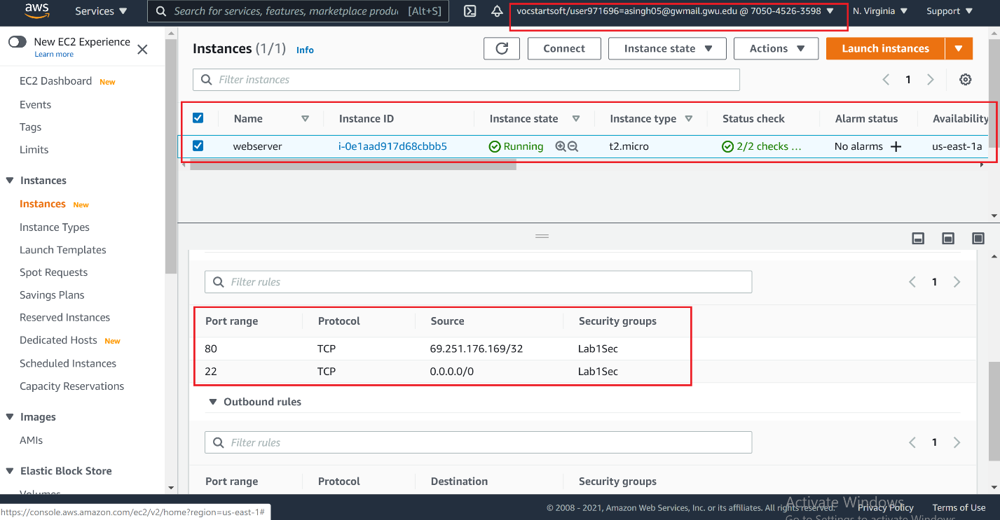 aws Services Search for services, features, marketplace produ [Alt+S] vocstartsoft/user971696=asingh05@gwmail.gwu.edu @ 7050-4526-3598 N. Virginia Support
New EC2 Experience
Learn more
EC2 Dashboard New
Events
Tags
Limits
Instances
Instances New
Instance Types
Launch Templates
Spot Requests
Savings Plans
Reserved Instances
Dedicated Hosts New
Scheduled Instances
Capacity Reservations
Images
AMIs
Elastic Block Store
Volumes
Instances (1/1) Info Connect Instance state Actions Launch instances
Filter instances 1
Name Instance ID Instance state Instance type Status check Alarm status Availability
webserver i-0e1aad917d68cbbb5 Running t2.micro 2/2 checks ... No alarms + us-east-1a
Filter rules 1
Port range Protocol Source Security groups
80 TCP 69.251.176.169/32 Lab1Sec
22 TCP 0.0.0.0/0 Lab1Sec
Outbound rules
Filter rules 1
Port range Protocol Destination Security groups
Activate Windows
Go to Settings to activate Windows.
https://console.aws.amazon.com/ec2/v2/home?region=us-east-1# © 2008 - 2021, Amazon Web Services, Inc. or its affiliates. All rights reserved. Privacy Policy Terms of Use